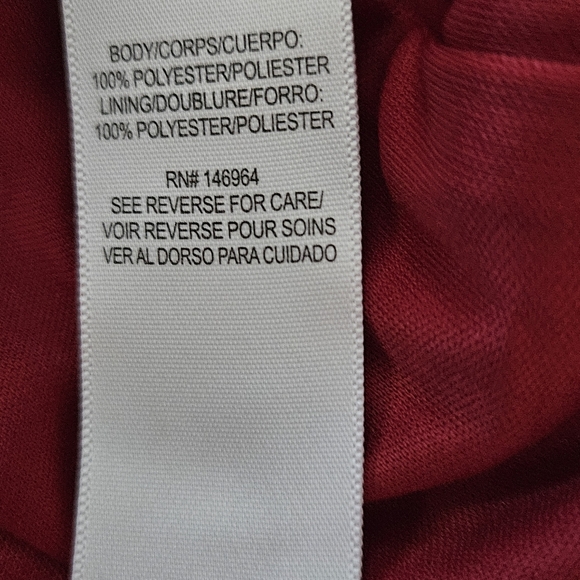 BODY/CORPS/CUERPO:
100% POLYESTER/POLIESTER
LINING/DOUBLURE/FORRO:
100% POLYESTER/POLIESTER
RN# 146964
SEE REVERSE FOR CARE/
VOIR REVERSE POUR SOINS
VER AL DORSO PARA CUIDADO